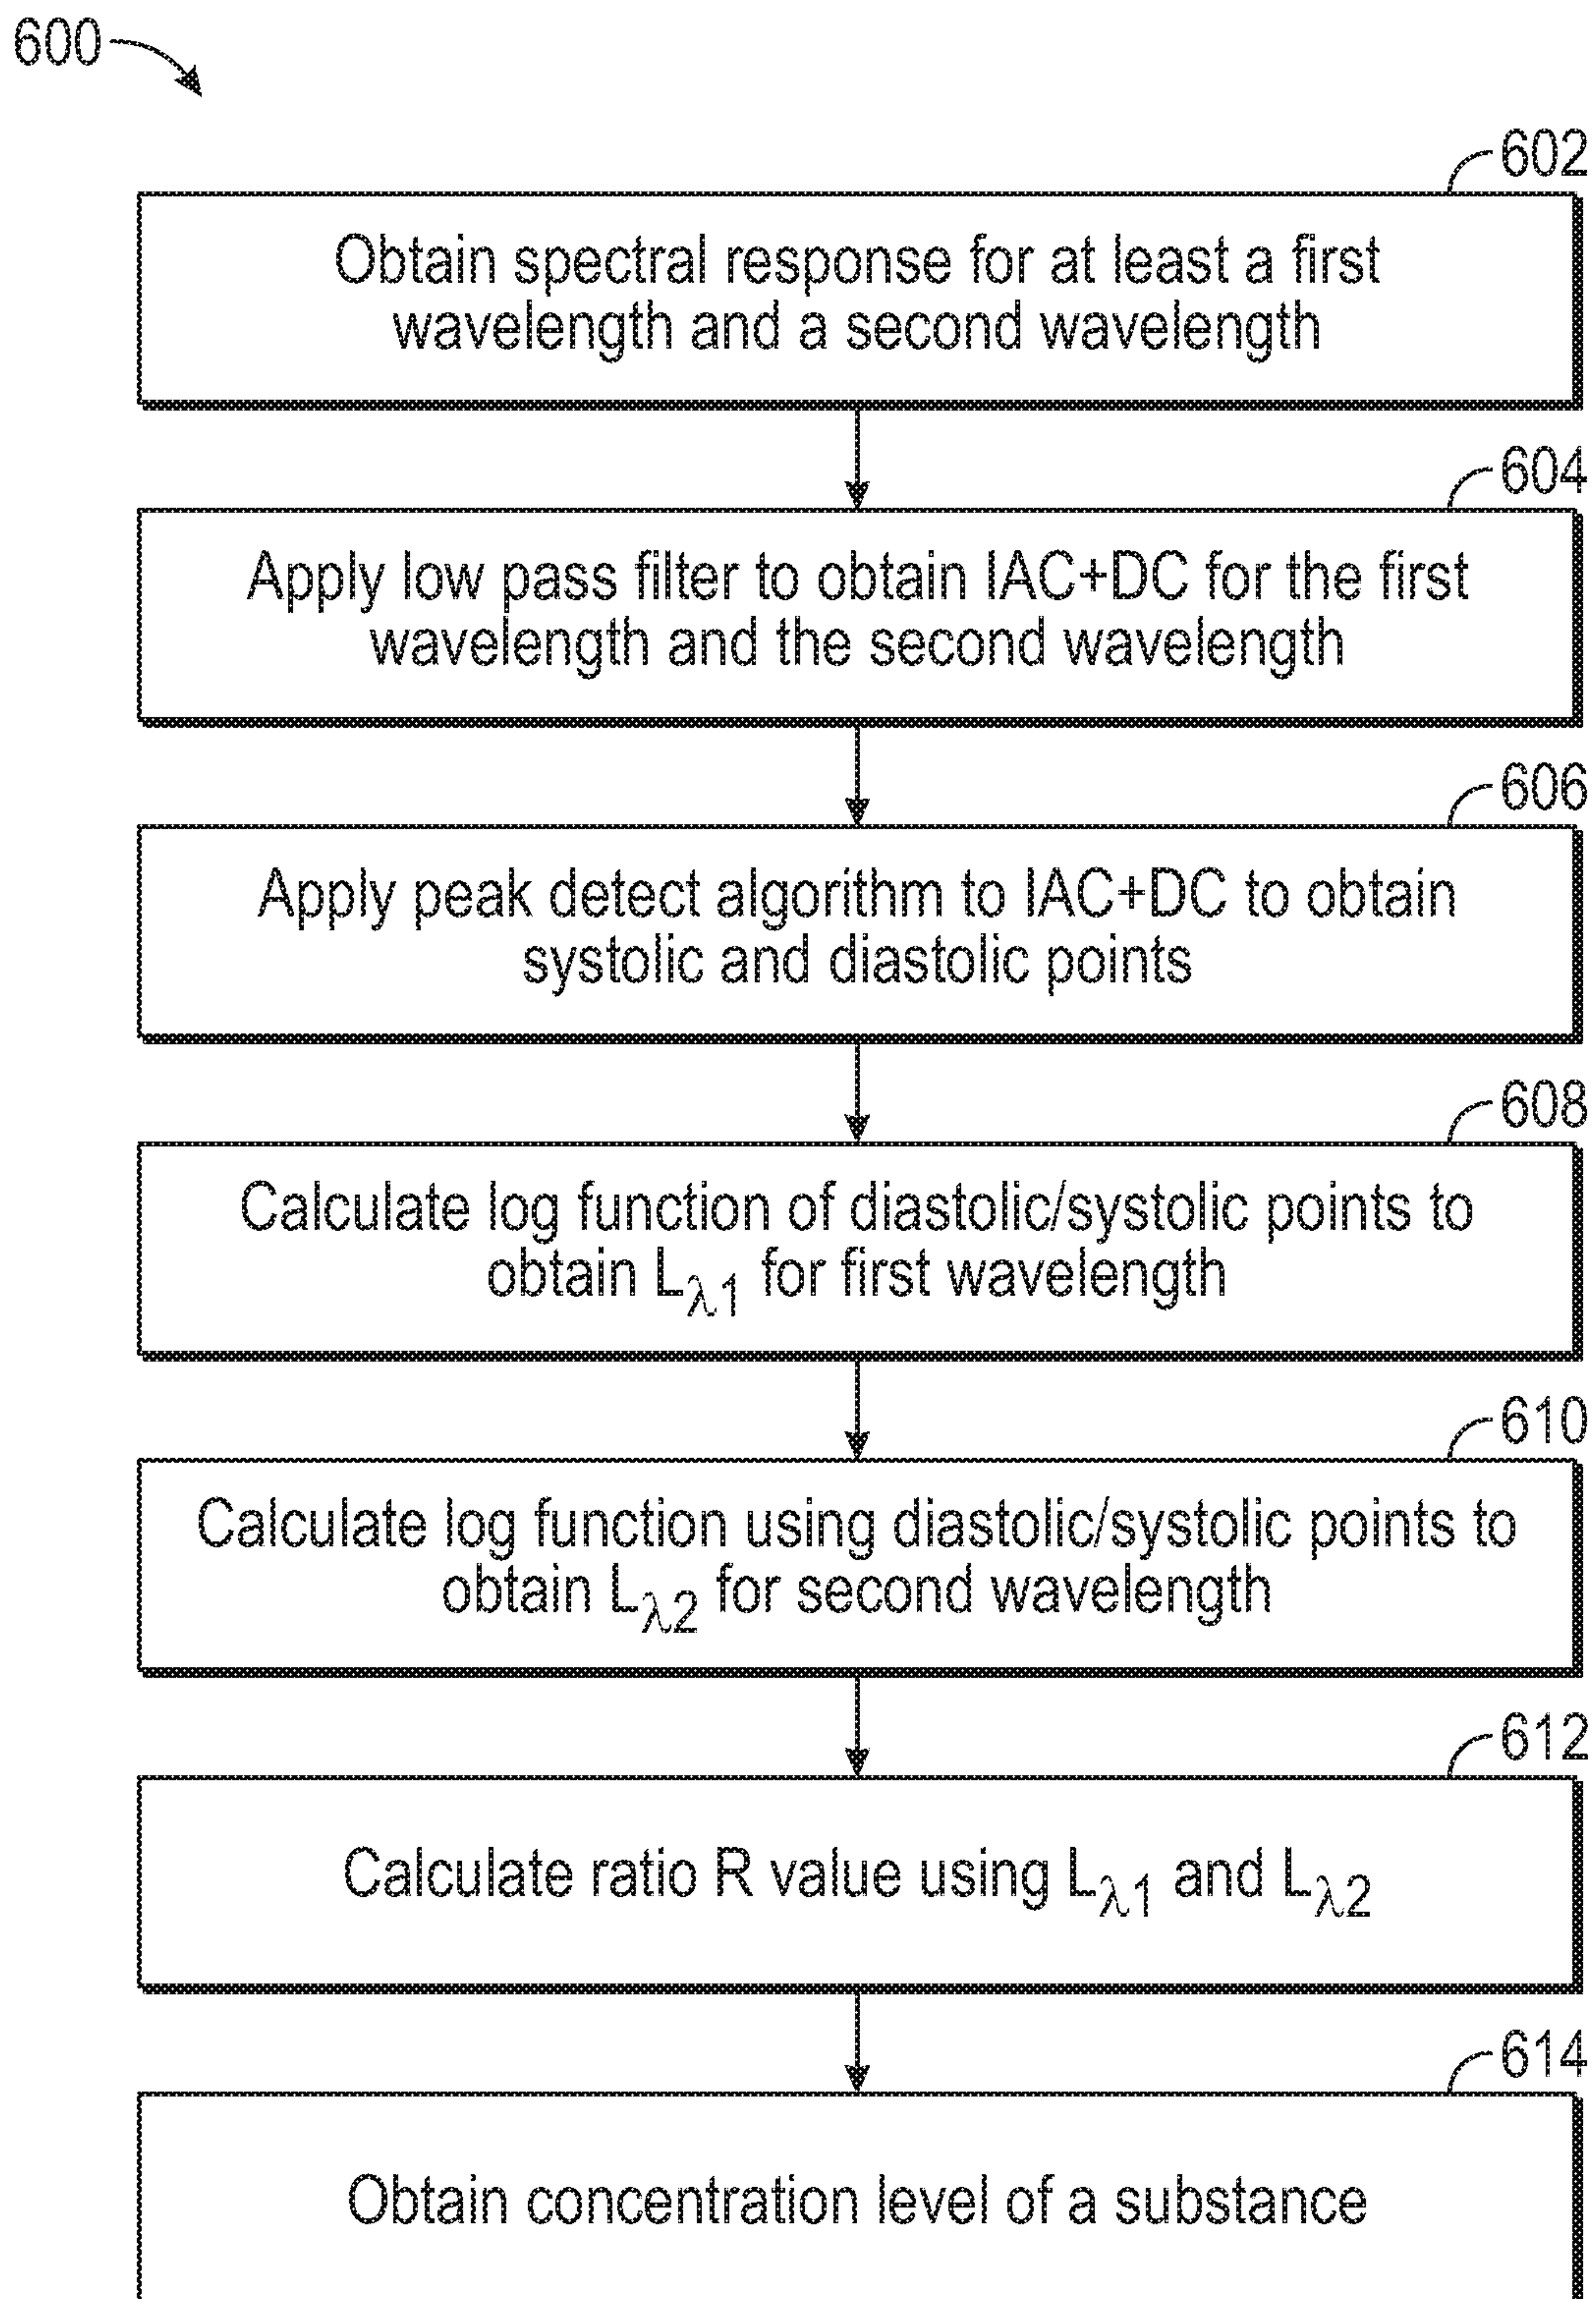 600
602
Obtain spectral response for at least a first
wavelength and a second wavelength
604
Apply low pass filter to obtain IAC+DC for the first
wavelength and the second wavelength
606
Apply peak detect algorithm to IAC+DC to obtain
systolic and diastolic points
608
Calculate log function of diastolic/systolic points to
obtain Lλ1 for first wavelength
610
Calculate log function using diastolic/systolic points to
obtain Lλ2 for second wavelength
612
Calculate ratio R value using Lλ1 and Lλ2
614
Obtain concentration level of a substance